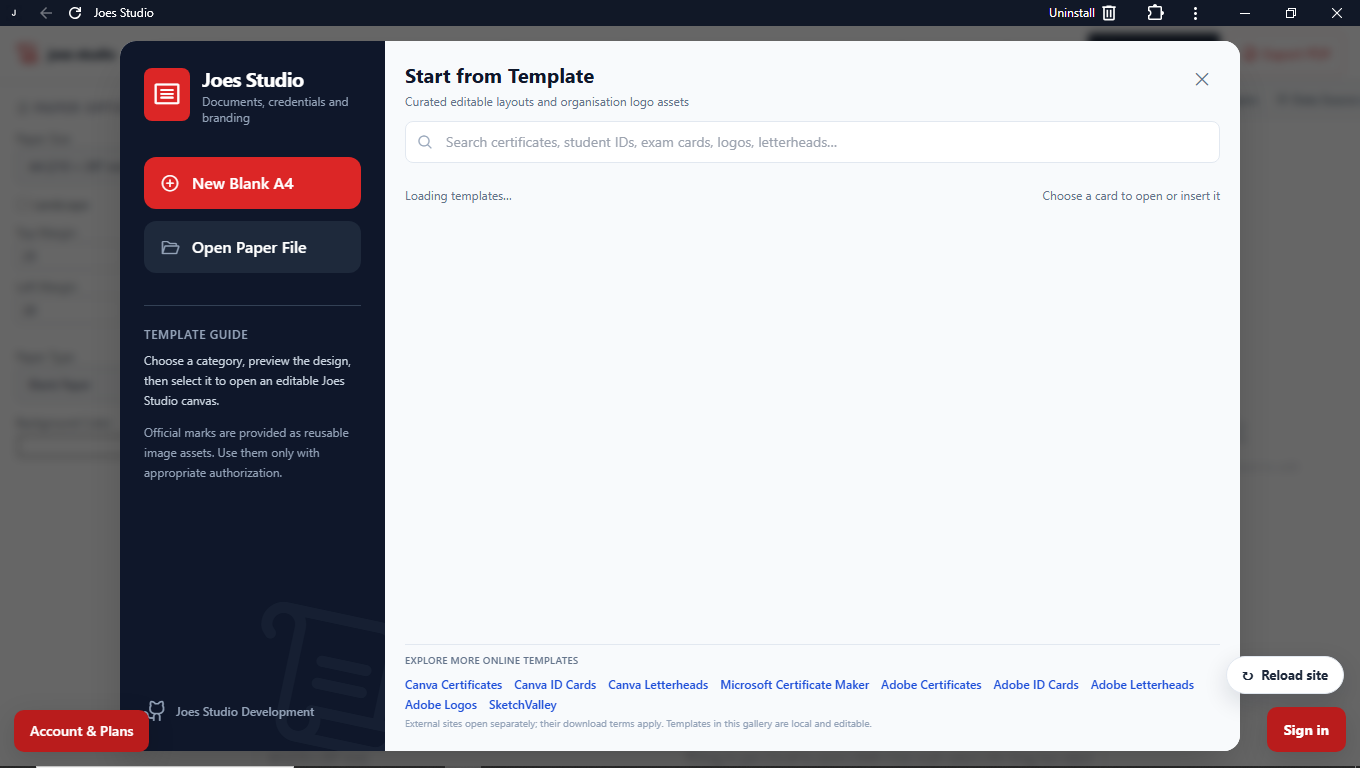 J
Joes Studio
Uninstall
Joes Studio
Documents, credentials and
branding
New Blank A4
Open Paper File
TEMPLATE GUIDE
Choose a category, preview the design,
then select it to open an editable Joes
Studio canvas.
Official marks are provided as reusable
image assets. Use them only with
appropriate authorization.
Joes Studio Development
Account & Plans
Start from Template
Curated editable layouts and organisation logo assets
Search certificates, student IDs, exam cards, logos, letterheads...
Loading templates...
Choose a card to open or insert it
EXPLORE MORE ONLINE TEMPLATES
Canva Certificates Canva ID Cards Canva Letterheads Microsoft Certificate Maker Adobe Certificates Adobe ID Cards Adobe Letterheads
Adobe Logos SketchValley
External sites open separately; their download terms apply. Templates in this gallery are local and editable.
Reload site
Sign in